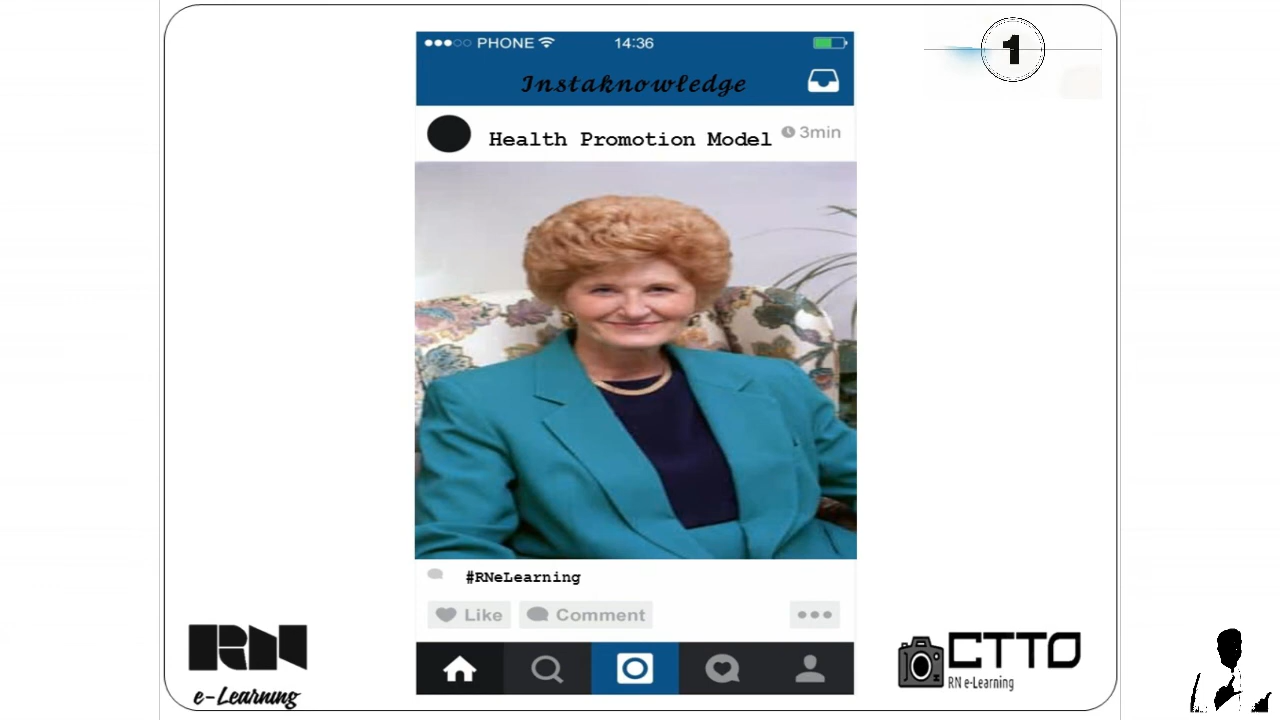 PHONE 14:36
1
Instaknowledge
Health Promotion Model
3min
#RNeLearning
Like
Comment
RN
e-Learning
CTTO
RN e-Learning